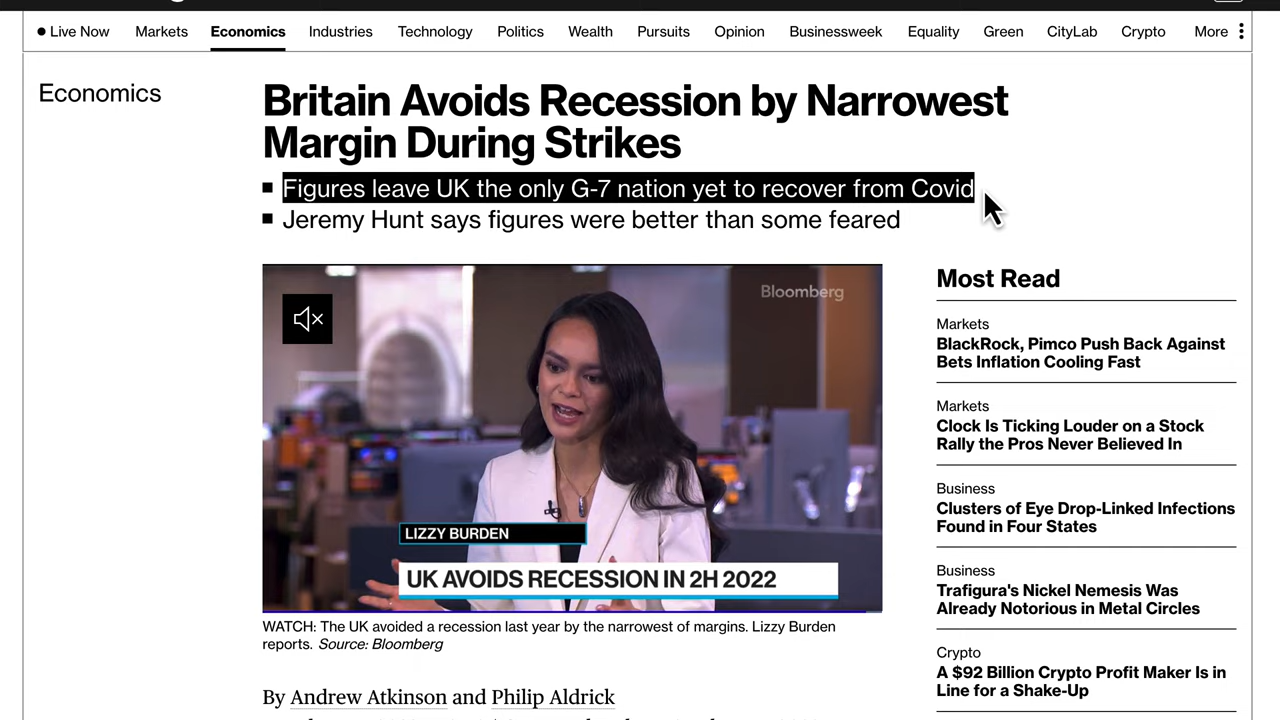 Live Now Markets Economics Industries Technology Politics Wealth Pursuits Opinion Businessweek Equality Green CityLab Crypto More
Economics
Britain Avoids Recession by Narrowest
Margin During Strikes
Figures leave UK the only G-7 nation yet to recover from Covid
Jeremy Hunt says figures were better than some feared
Bloomberg
LIZZY BURDEN
UK AVOIDS RECESSION IN 2H 2022
WATCH: The UK avoided a recession last year by the narrowest of margins. Lizzy Burden
reports. Source: Bloomberg
By Andrew Atkinson and Philip Aldrick
Most Read
Markets
BlackRock, Pimco Push Back Against
Bets Inflation Cooling Fast
Markets
Clock Is Ticking Louder on a Stock
Rally the Pros Never Believed In
Business
Clusters of Eye Drop-Linked Infections
Found in Four States
Business
Trafigura's Nickel Nemesis Was
Already Notorious in Metal Circles
Crypto
A $92 Billion Crypto Profit Maker Is in
Line for a Shake-Up